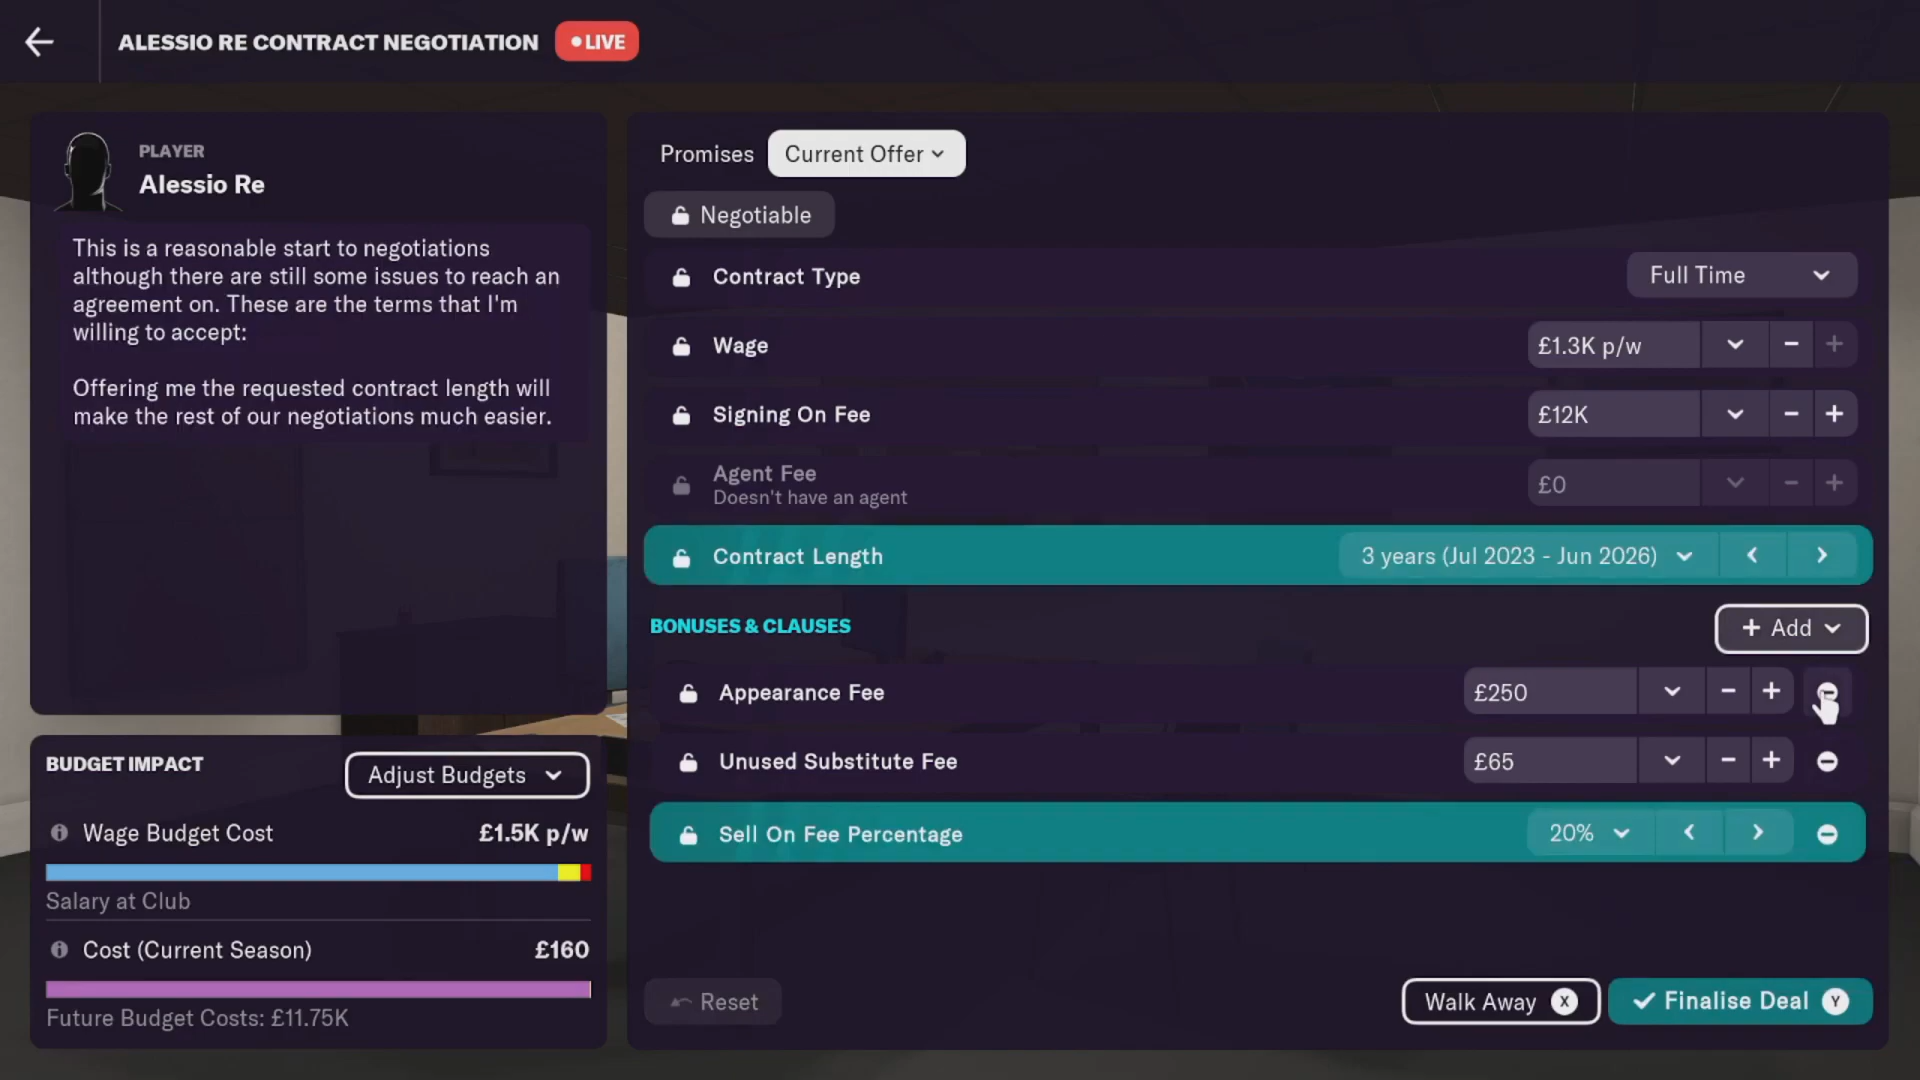 ALESSIO RE CONTRACT NEGOTIATION
LIVE
PLAYER
Alessio Re
This is a reasonable start to negotiations
although there are still some issues to reach an
agreement on. These are the terms that I'm
willing to accept:
Offering me the requested contract length will
make the rest of our negotiations much easier.
BUDGET IMPACT
Adjust Budgets
Wage Budget Cost £1.5K p/w
Salary at Club
Cost (Current Season) £160
Future Budget Costs: £11.75K
Promises Current Offer
Negotiable
Contract Type Full Time
Wage £1.3K p/w
Signing On Fee £12K
Agent Fee £0
Doesn't have an agent
Contract Length 3 years (Jul 2023 - Jun 2026)
BONUSES & CLAUSES + Add
Appearance Fee £250
Unused Substitute Fee £65
Sell On Fee Percentage 20%
Reset
Walk Away X
Finalise Deal Y